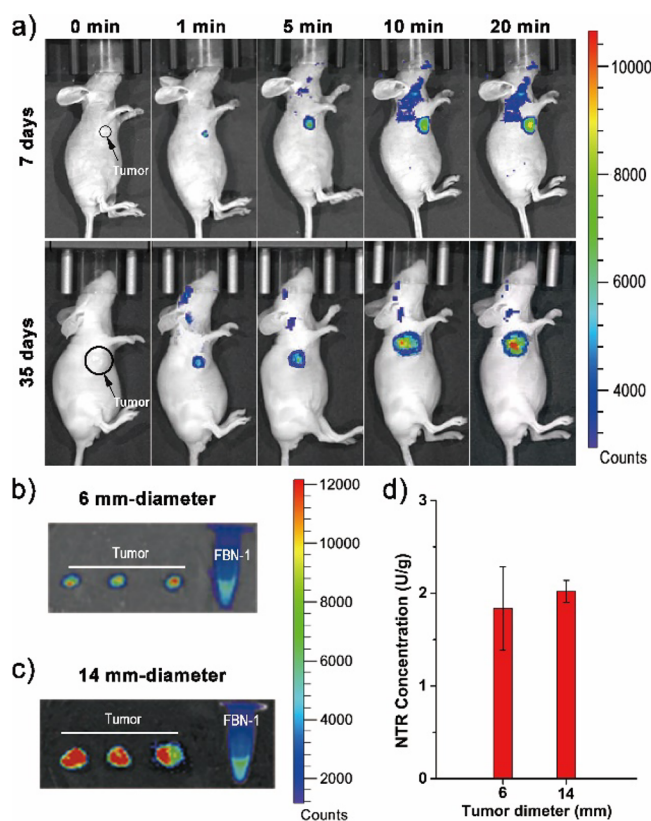 a)
0 min 1 min 5 min 10 min 20 min
7 days
Tumor
10000
8000
6000
4000
Counts
35 days
Tumor
b)
6 mm-diameter
Tumor
FBN-1
c)
14 mm-diameter
Tumor
FBN-1
12000
10000
8000
6000
4000
2000
Counts
d)
NTR Concentration (U/g)
3
2
1
0
6 14
Tumor dimeter (mm)